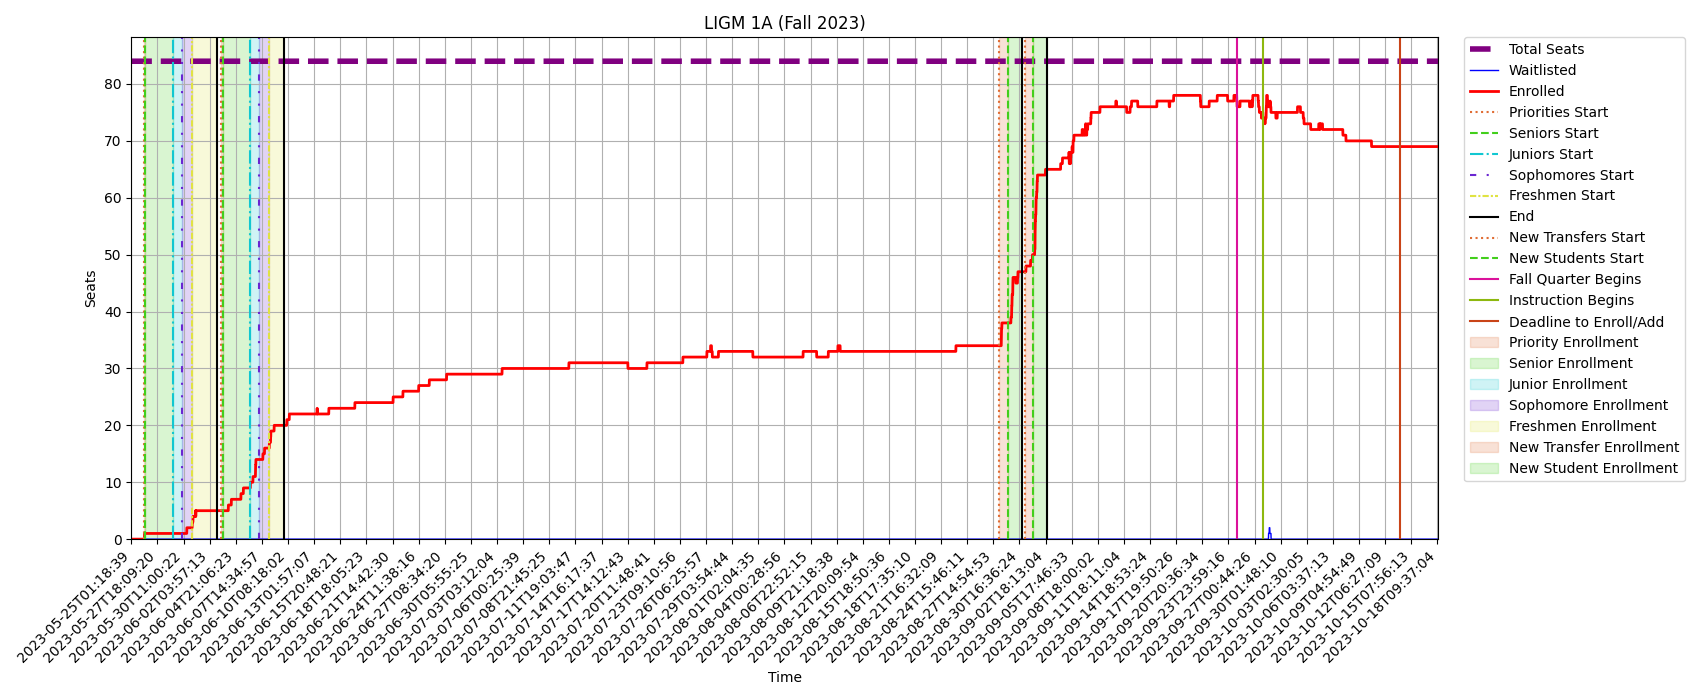 LIGM 1A (Fall 2023)
Seats
80
70
60
50
40
30
20
10
0
2023-05-25T01:18:39
2023-05-27T18:09:20
2023-05-30T11:00:22
2023-06-02T03:57:13
2023-06-04T21:06:23
2023-06-07T14:34:57
2023-06-10T08:18:02
2023-06-13T01:57:07
2023-06-15T20:48:21
2023-06-18T18:05:23
2023-06-21T14:42:30
2023-06-24T11:38:16
2023-06-27T08:34:20
2023-06-30T05:55:25
2023-07-03T03:12:04
2023-07-06T00:25:39
2023-07-08T21:45:25
2023-07-11T19:03:47
2023-07-14T16:17:37
2023-07-17T14:12:43
2023-07-20T11:48:41
2023-07-23T09:10:56
2023-07-26T06:25:57
2023-07-29T03:54:44
2023-08-01T02:04:35
2023-08-04T00:28:56
2023-08-06T22:52:15
2023-08-09T21:18:38
2023-08-12T20:09:54
2023-08-15T18:50:36
2023-08-18T17:35:10
2023-08-21T16:32:09
2023-08-24T15:46:11
2023-08-27T14:54:53
2023-08-30T16:36:24
2023-09-02T18:13:04
2023-09-05T17:46:33
2023-09-08T18:00:02
2023-09-11T18:11:04
2023-09-14T18:53:24
2023-09-17T19:50:26
2023-09-20T20:36:34
2023-09-23T23:59:16
2023-09-27T00:44:26
2023-09-30T01:48:10
2023-10-03T02:30:05
2023-10-06T03:37:13
2023-10-09T04:54:49
2023-10-12T06:27:09
2023-10-15T07:56:13
2023-10-18T09:37:04
Time
Total Seats
Waitlisted
Enrolled
Priorities Start
Seniors Start
Juniors Start
Sophomores Start
Freshmen Start
End
New Transfers Start
New Students Start
Fall Quarter Begins
Instruction Begins
Deadline to Enroll/Add
Priority Enrollment
Senior Enrollment
Junior Enrollment
Sophomore Enrollment
Freshmen Enrollment
New Transfer Enrollment
New Student Enrollment